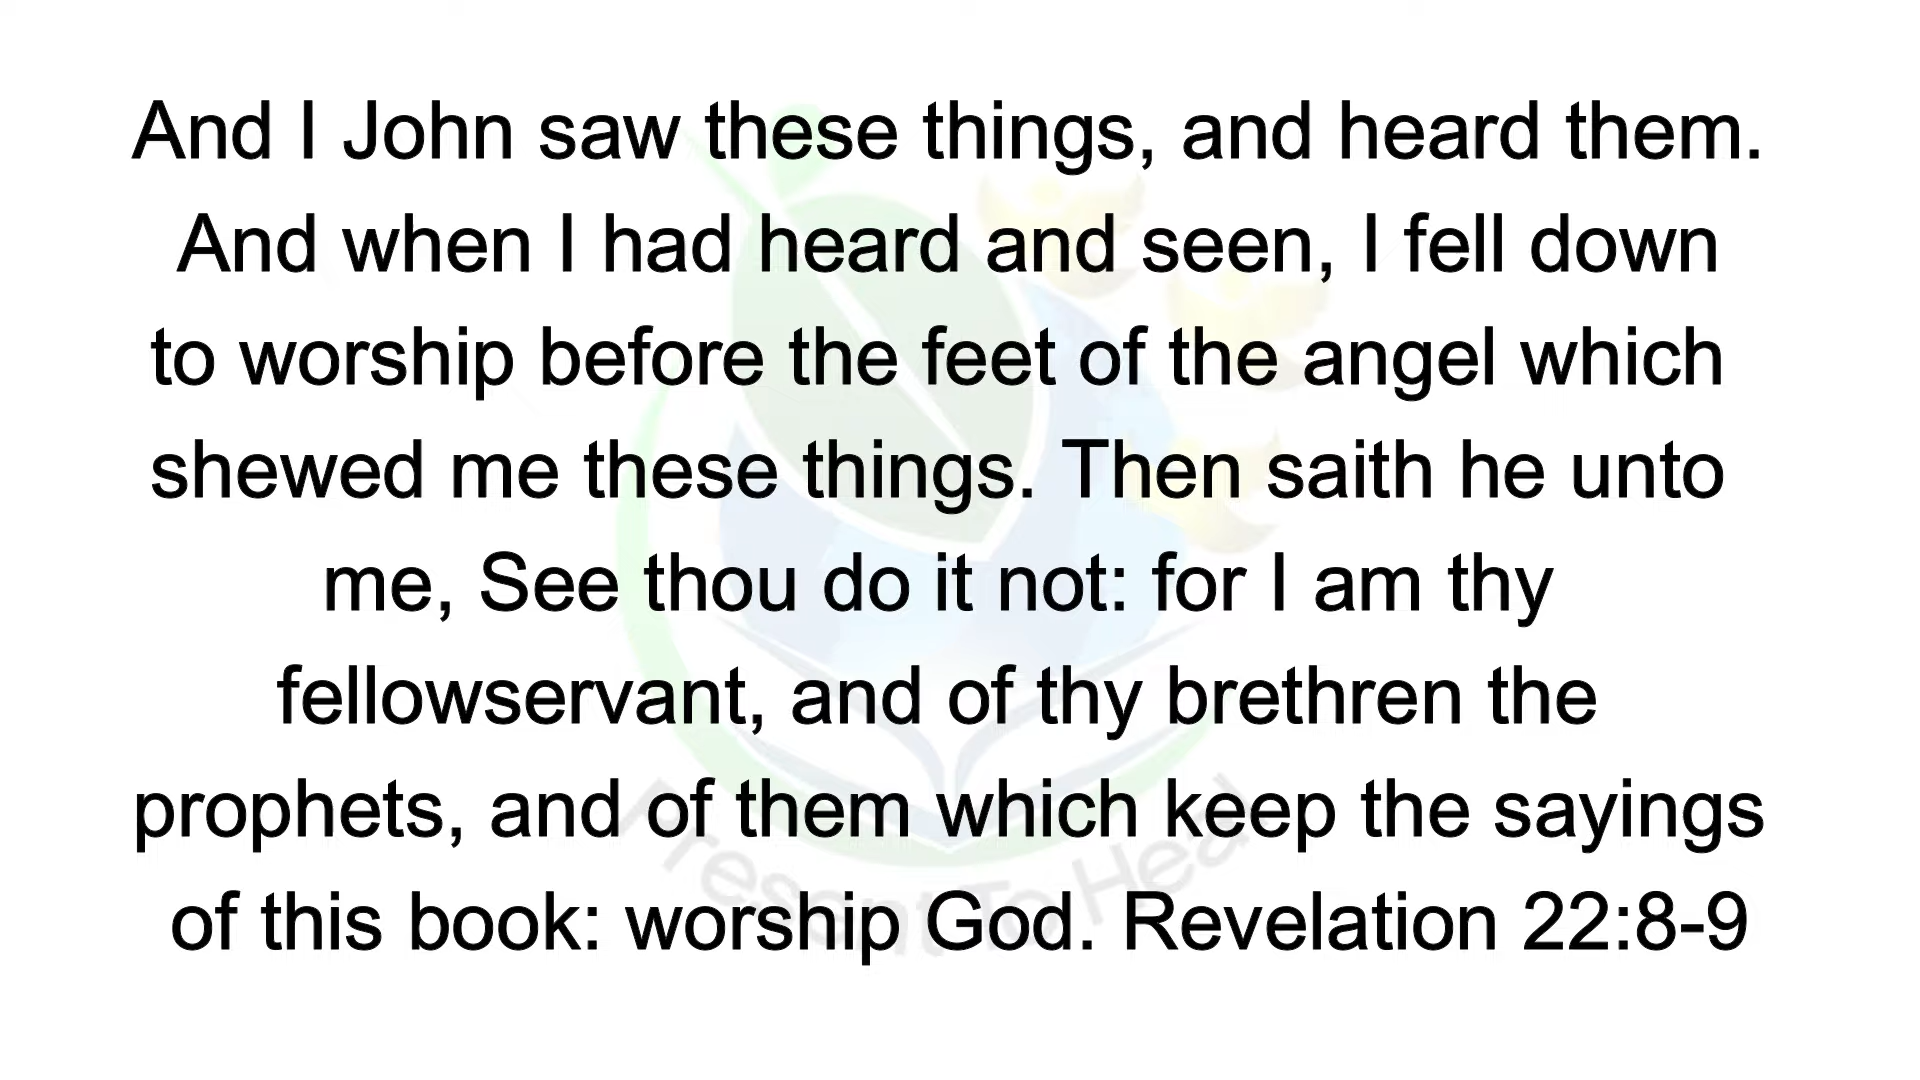 And I John saw these things, and heard them.
And when I had heard and seen, I fell down
to worship before the feet of the angel which
shewed me these things. Then saith he unto
me, See thou do it not: for I am thy
fellowservant, and of thy brethren the
prophets, and of them which keep the sayings
of this book: worship God. Revelation 22:8-9
Present To Heal